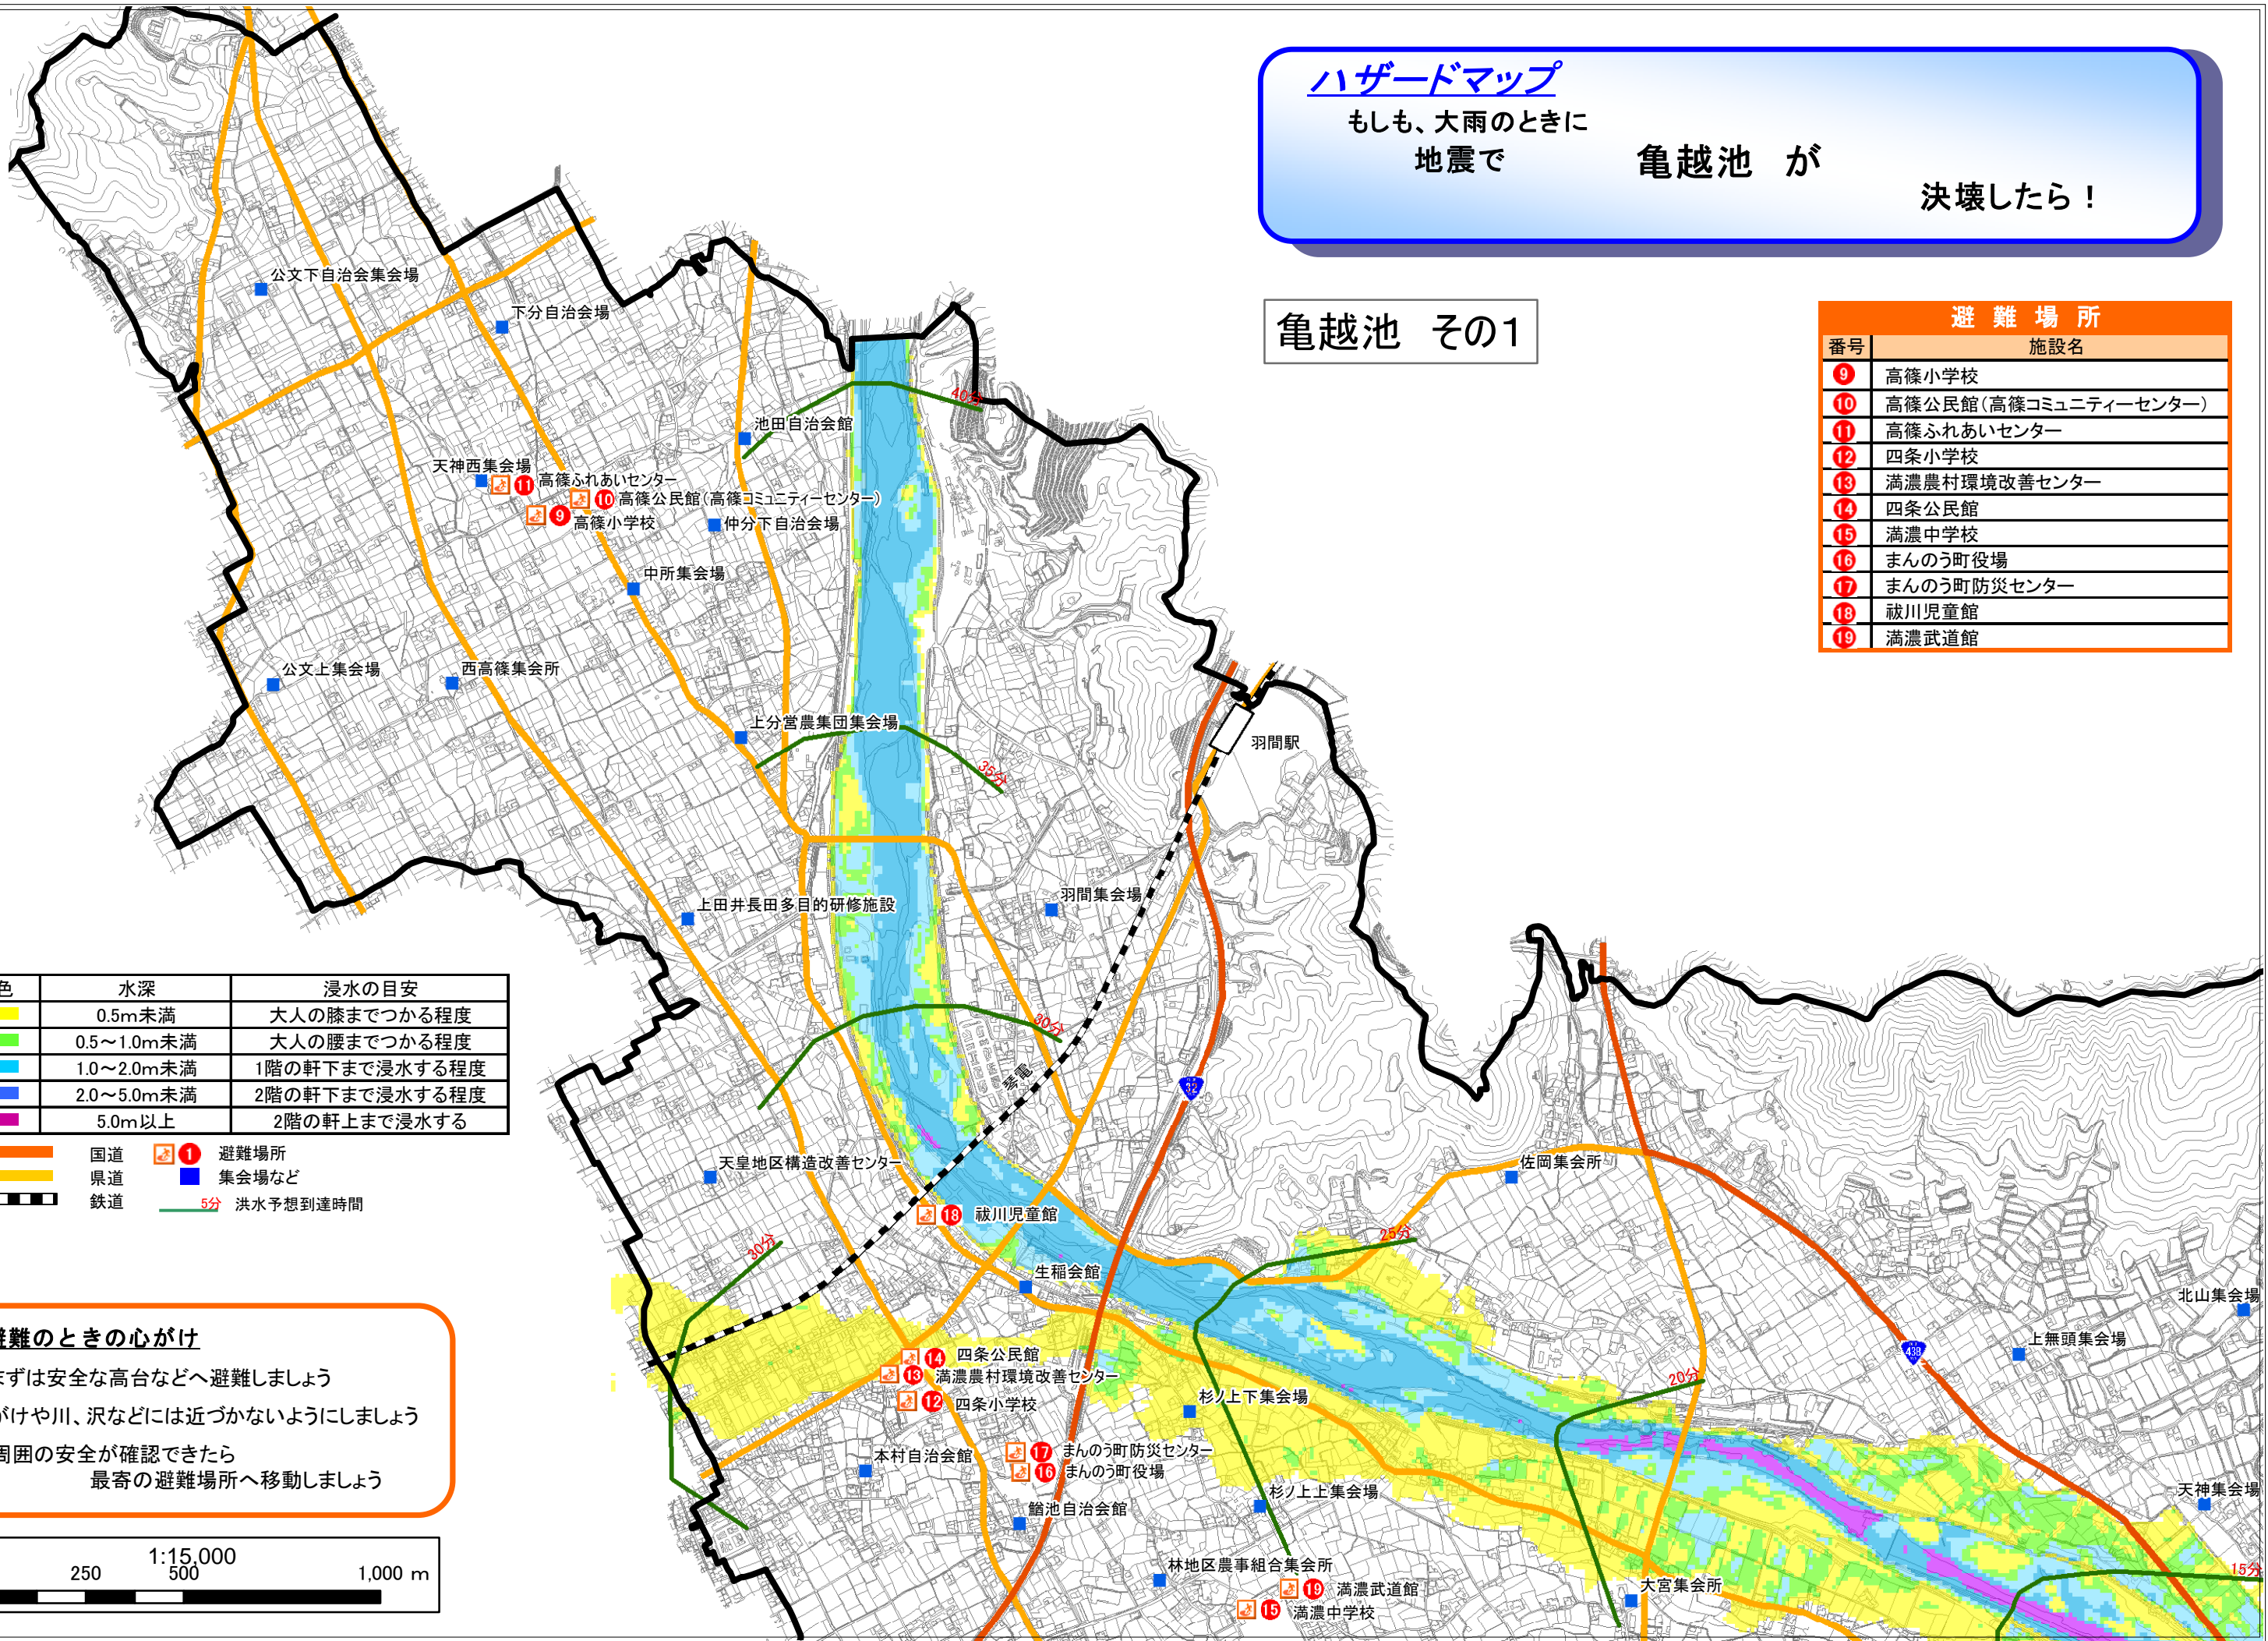 ハザードマップ
もしも、大雨のときに
地震で
亀越池 が
決壊したら！
亀越池 その1
避難場所
番号 施設名
9 高篠小学校
10 高篠公民館(高篠コミュニティーセンター)
11 高篠ふれあいセンター
12 四条小学校
13 満濃農村環境改善センター
14 四条公民館
15 満濃中学校
16 まんのう町役場
17 まんのう町防災センター
18 祓川児童館
19 満濃武道館
公文下自治会集会場
下分自治会場
40分
池田自治会館
天神西集会場
11 高篠ふれあいセンター
10 高篠公民館(高篠コミュニティーセンター)
9 高篠小学校
仲分下自治会場
中所集会場
公文上集会場
西高篠集会所
上分営農集団集会場
35分
羽間駅
羽間集会場
上田井長田多目的研修施設
30分
琴電
32
天皇地区構造改善センター
佐岡集会所
18 祓川児童館
30分
25分
生稲会館
北山集会場
上無頭集会場
438
14 四条公民館
13 満濃農村環境改善センター
12 四条小学校
20分
杉ノ上下集会場
本村自治会館
17 まんのう町防災センター
16 まんのう町役場
杉ノ上上集会場
天神集会場
鮨池自治会館
林地区農事組合集会所
15分
19 満濃武道館
15 満濃中学校
大宮集会所
色 水深 浸水の目安
0.5m未満 大人の膝までつかる程度
0.5～1.0m未満 大人の腰までつかる程度
1.0～2.0m未満 1階の軒下まで浸水する程度
2.0～5.0m未満 2階の軒下まで浸水する程度
5.0m以上 2階の軒上まで浸水する
国道 1 避難場所
県道 集会場など
鉄道 5分 洪水予想到達時間
避難のときの心がけ
まずは安全な高台などへ避難しましょう
がけや川、沢などには近づかないようにしましょう
周囲の安全が確認できたら
最寄の避難場所へ移動しましょう
1:15,000
250 500 1,000 m